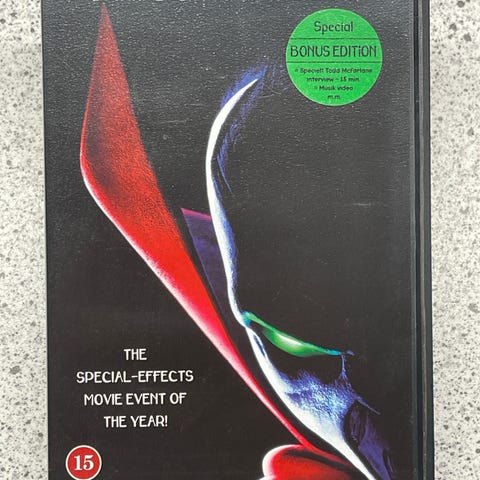 Special
BONUS EDITION
* Speciell Todd McFarlane
interview - 15 min.
* Musik video
m.m.
THE
SPECIAL-EFFECTS
MOVIE EVENT OF
THE YEAR!
15